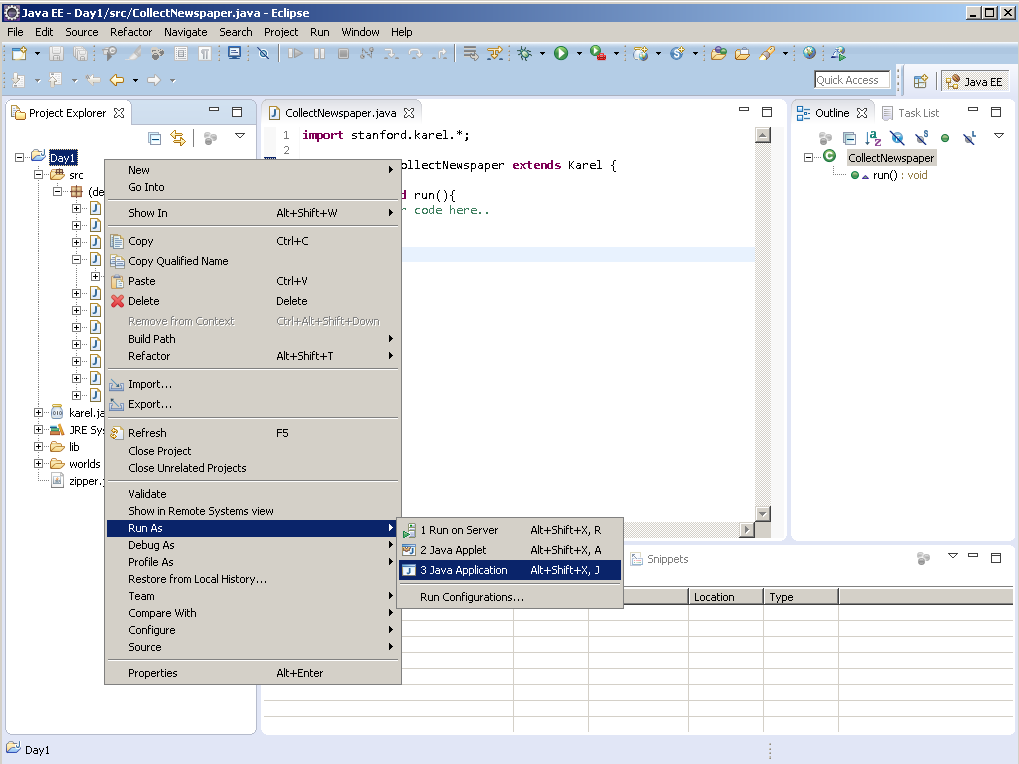 Java EE - Day1/src/CollectNewspaper.java - Eclipse
File Edit Source Refactor Navigate Search Project Run Window Help
Quick Access
Java EE
Project Explorer
CollectNewspaper.java
Outline
Task List
1 import stanford.karel.*;
2
ollectNewspaper extends Karel {
run(){
code here..
CollectNewspaper
run() : void
Day1
src
(de
karel.ja
JRE Sys
lib
worlds
zipper.
New
Go Into
Show In Alt+Shift+W
Copy Ctrl+C
Copy Qualified Name
Paste Ctrl+V
Delete Delete
Remove from Context Ctrl+Alt+Shift+Down
Build Path
Refactor Alt+Shift+T
Import...
Export...
Refresh F5
Close Project
Close Unrelated Projects
Validate
Show in Remote Systems view
Run As
Debug As
Profile As
Restore from Local History...
Team
Compare With
Configure
Source
Properties Alt+Enter
1 Run on Server Alt+Shift+X, R
2 Java Applet Alt+Shift+X, A
3 Java Application Alt+Shift+X, J
Run Configurations...
Snippets
Location Type
Day1